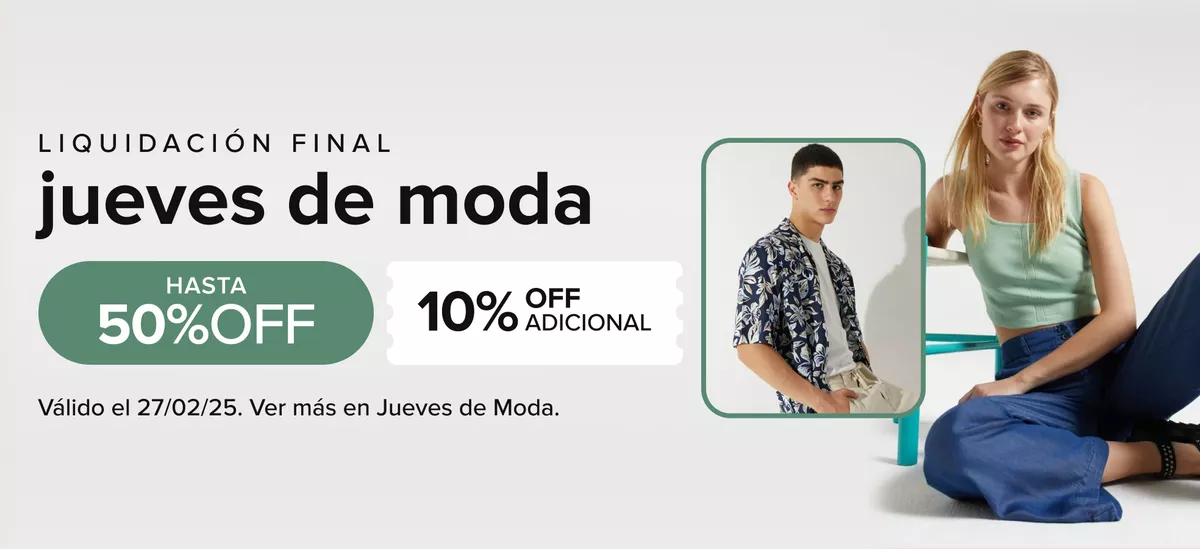 LIQUIDACIÓN FINAL
jueves de moda
HASTA
50%OFF
10% OFF
ADICIONAL
Válido el 27/02/25. Ver más en Jueves de Moda.